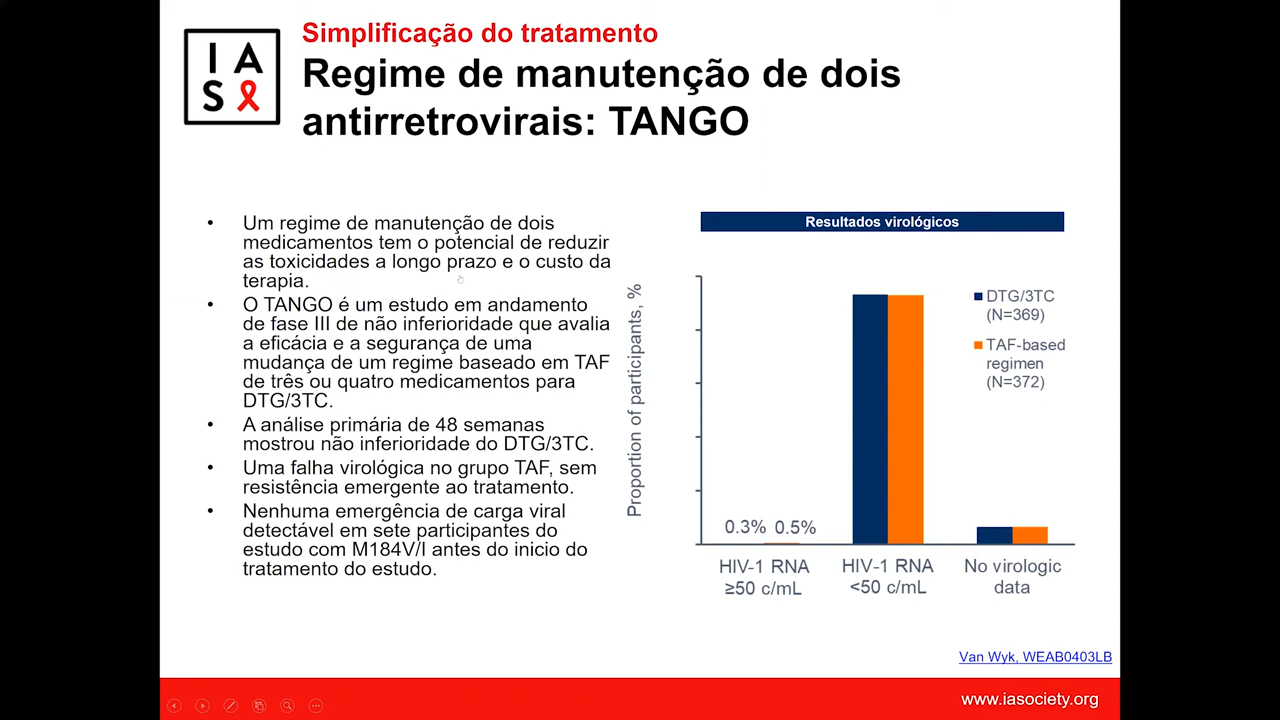 I A
S
Simplificação do tratamento
Regime de manutenção de dois
antirretrovirais: TANGO
• Um regime de manutenção de dois
medicamentos tem o potencial de reduzir
as toxicidades a longo prazo e o custo da
terapia.
• O TANGO é um estudo em andamento
de fase III de não inferioridade que avalia
a eficácia e a segurança de uma
mudança de um regime baseado em TAF
de três ou quatro medicamentos para
DTG/3TC.
• A análise primária de 48 semanas
mostrou não inferioridade do DTG/3TC.
• Uma falha virológica no grupo TAF, sem
resistência emergente ao tratamento.
• Nenhuma emergência de carga viral
detectável em sete participantes do
estudo com M184V/I antes do inicio do
tratamento do estudo.
Resultados virológicos
Proportion of participants, %
DTG/3TC
(N=369)
TAF-based
regimen
(N=372)
0.3% 0.5%
HIV-1 RNA
≥50 c/mL
HIV-1 RNA
<50 c/mL
No virologic
data
Van Wyk, WEAB0403LB
www.iasociety.org